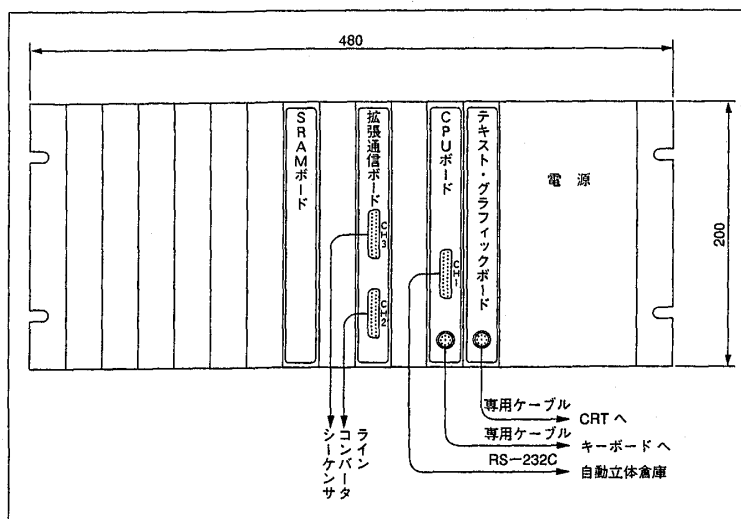 480
SRAMボード
拡張通信ボード
CH3
CH2
CPUボード
CH1
テキスト・グラフィックボード
電 源
200
専用ケーブル
CRTへ
専用ケーブル
キーボードへ
RS-232C
自動立体倉庫
ライン
コンバータ
シーケンサ